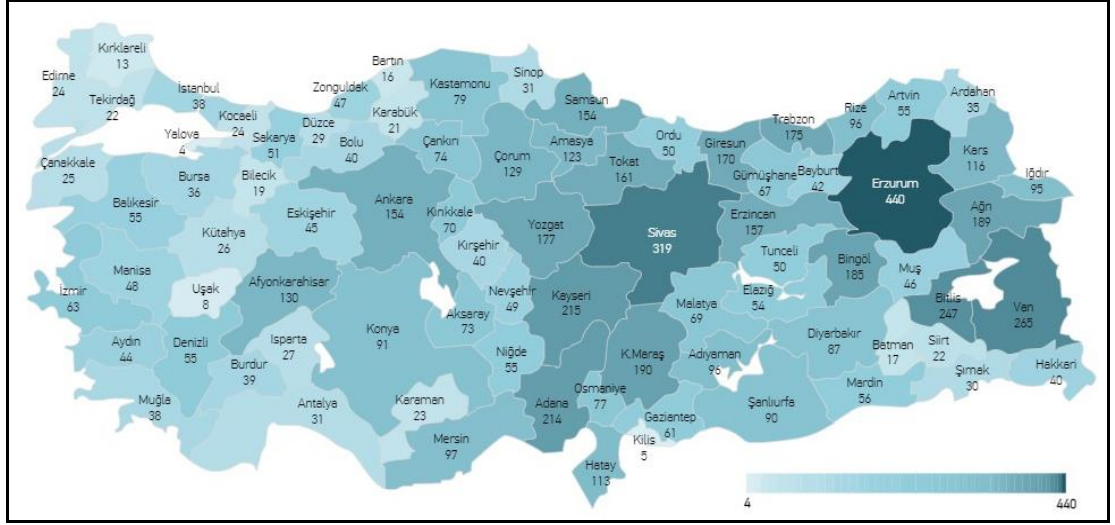 Kırklareli
13
Edirne
24
Tekirdağ
22
İstanbul
38
Kocaeli
24
Yalova
4
Sakarya
51
Düzce
29
Zonguldak
47
Bartın
16
Karabük
21
Bolu
40
Kastamonu
79
Sinop
31
Çankırı
74
Çorum
129
Samsun
154
Amasya
123
Tokat
161
Ordu
50
Giresun
170
Trabzon
175
Gümüşhane
67
Bayburt
42
Rize
96
Artvin
55
Ardahan
35
Kars
116
Iğdır
95
Ağrı
189
Erzurum
440
Erzincan
157
Sivas
319
Yozgat
177
Kırıkkale
70
Kırşehir
40
Ankara
154
Eskişehir
45
Bilecik
19
Bursa
36
Çanakkale
25
Balıkesir
55
Kütahya
26
Manisa
48
Uşak
8
Afyonkarahisar
130
İzmir
63
Aydın
44
Denizli
55
Muğla
38
Burdur
39
Isparta
27
Antalya
31
Konya
91
Karaman
23
Aksaray
73
Nevşehir
49
Niğde
55
Kayseri
215
Mersin
97
Adana
214
Osmaniye
77
Hatay
113
Kilis
5
Gaziantep
61
K.Maraş
190
Malatya
69
Adıyaman
96
Şanlıurfa
90
Elazığ
54
Tunceli
50
Bingöl
185
Muş
46
Bitlis
247
Van
265
Diyarbakır
87
Batman
17
Siirt
22
Mardin
56
Şırnak
30
Hakkari
40
4
440